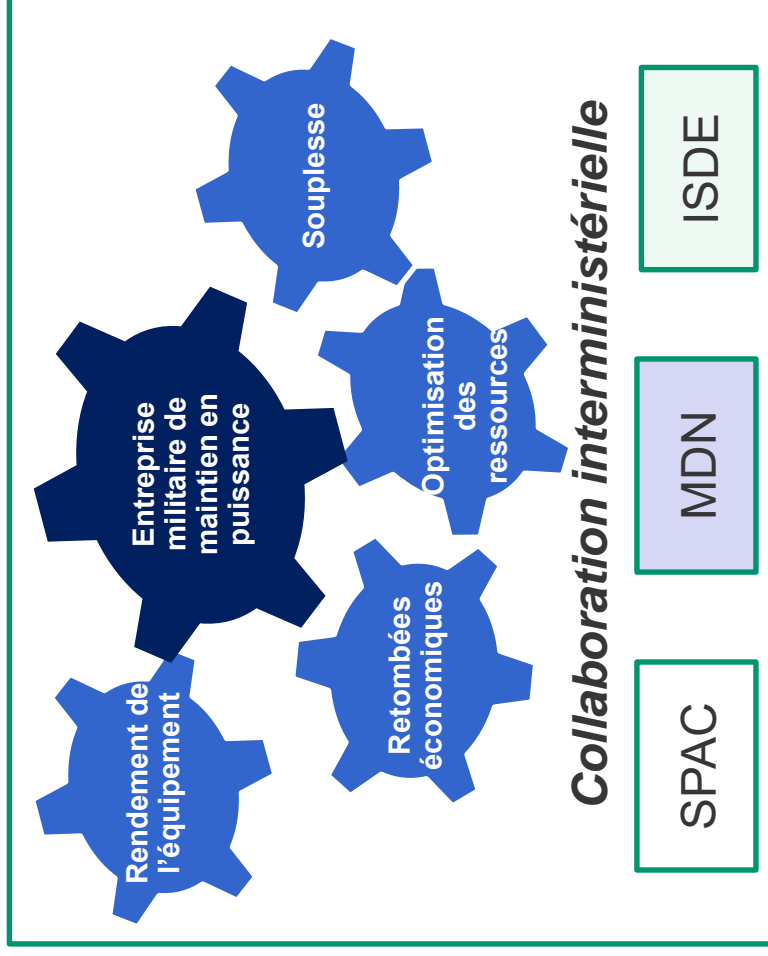 Rendement de
l’équipement
Entreprise
militaire de
maintien en
puissance
Souplesse
Retombées
économiques
Optimisation
des
ressources
Collaboration interministérielle
SPAC
MDN
ISDE